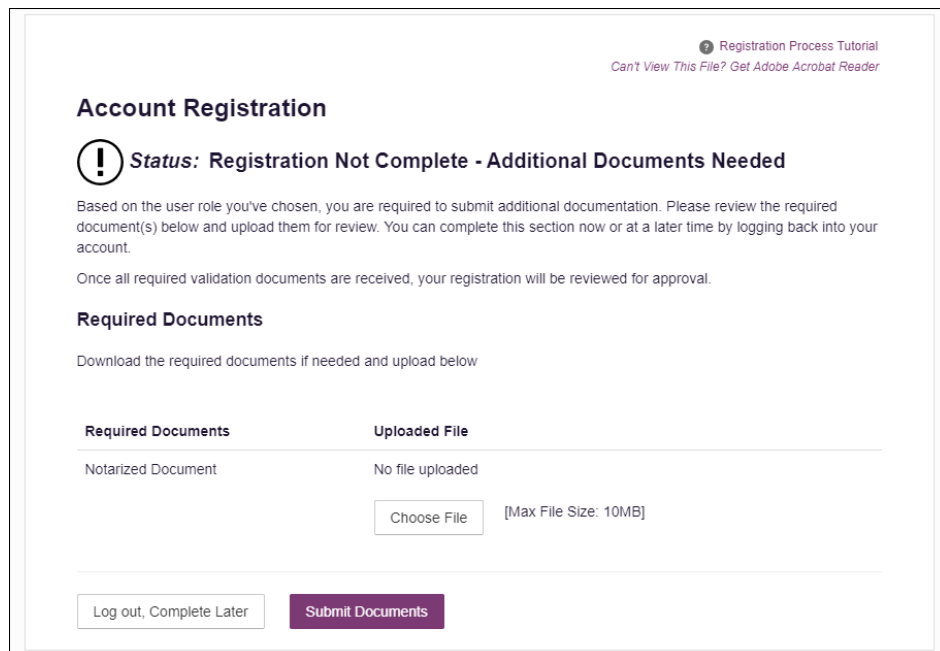 Registration Process Tutorial
Can't View This File? Get Adobe Acrobat Reader
Account Registration
Status: Registration Not Complete - Additional Documents Needed
Based on the user role you've chosen, you are required to submit additional documentation. Please review the required
document(s) below and upload them for review. You can complete this section now or at a later time by logging back into your
account.
Once all required validation documents are received, your registration will be reviewed for approval.
Required Documents
Download the required documents if needed and upload below
Required Documents Uploaded File
Notarized Document No file uploaded
Choose File [Max File Size: 10MB]
Log out, Complete Later Submit Documents